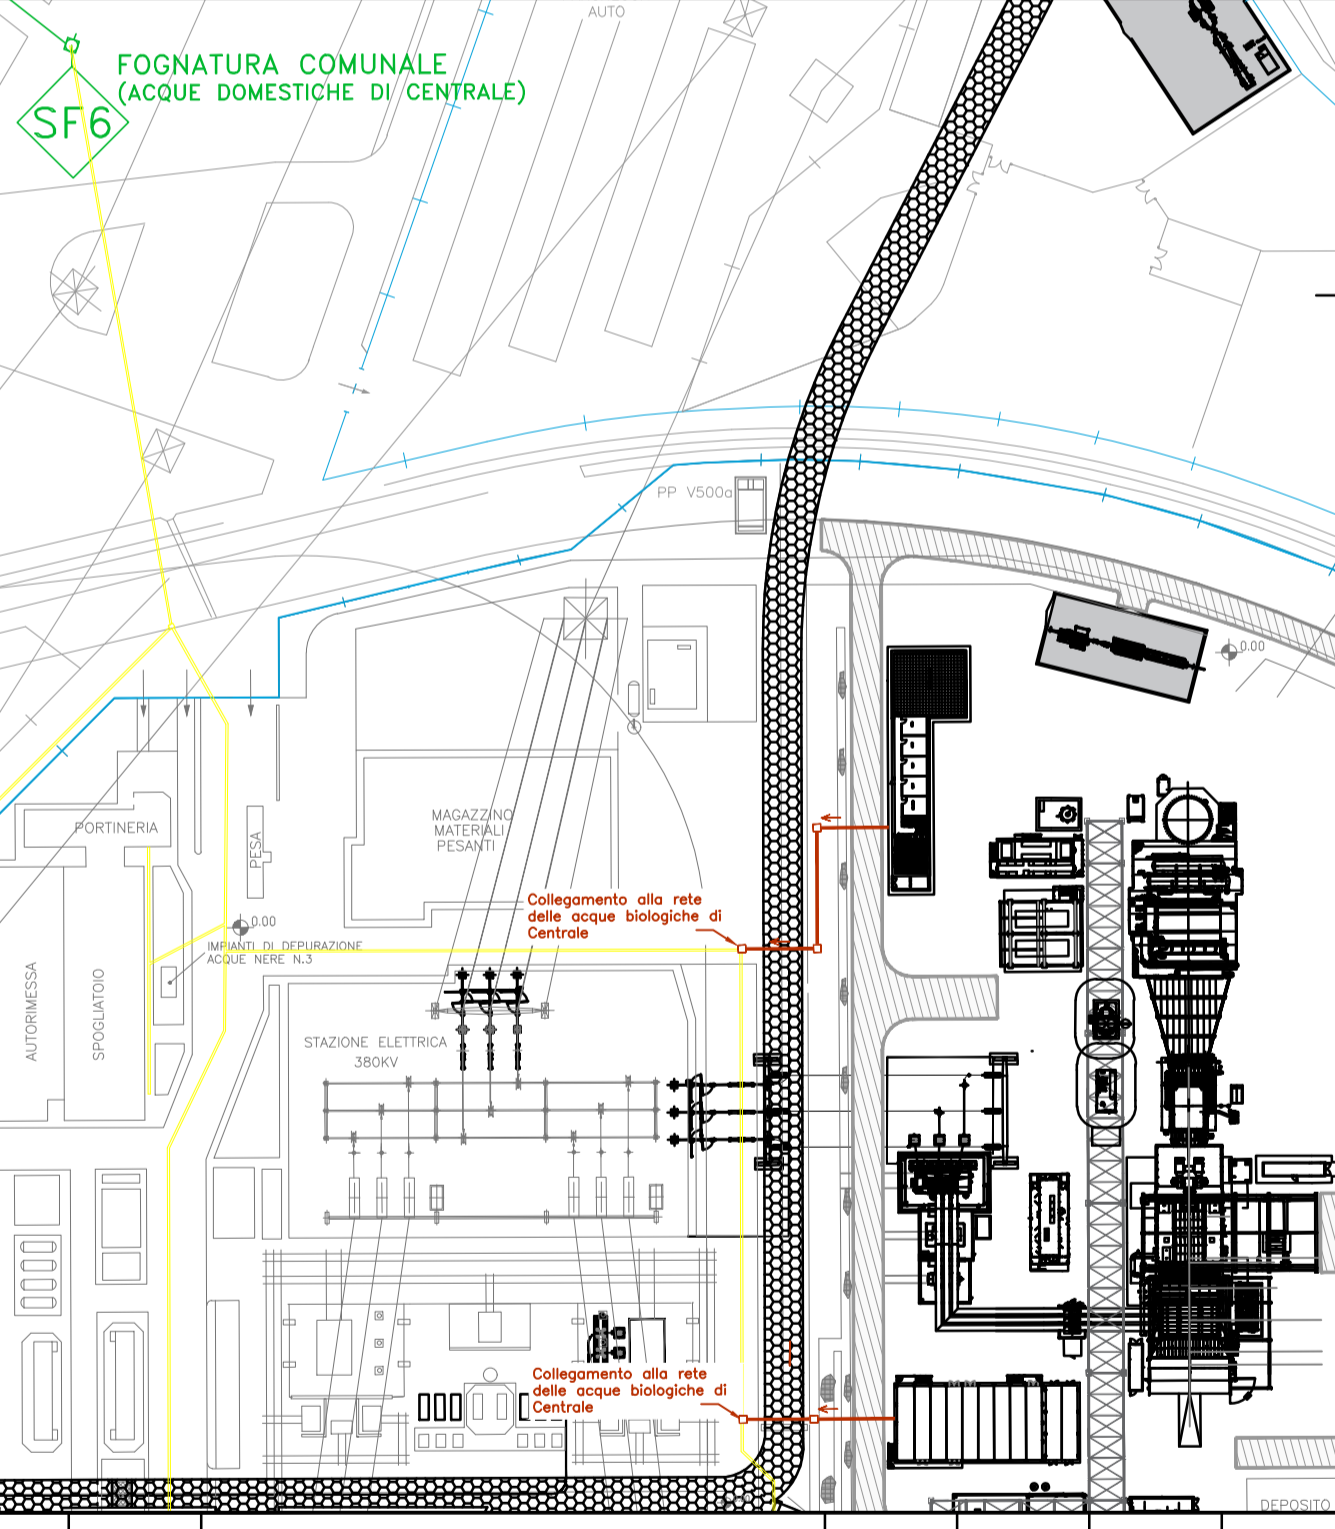 AUTO
FOGNATURA COMUNALE
(ACQUE DOMESTICHE DI CENTRALE)
SF6
PP V500a
0.00
MAGAZZINO
MATERIALI
PESANTI
PORTINERIA
PESA
Collegamento alla rete
delle acque biologiche di
Centrale
0.00
IMPIANTI DI DEPURAZIONE
ACQUE NERE N.3
AUTORIMESSA
SPOGLIATOIO
STAZIONE ELETTRICA
380KV
Collegamento alla rete
delle acque biologiche di
Centrale
DEPOSITO